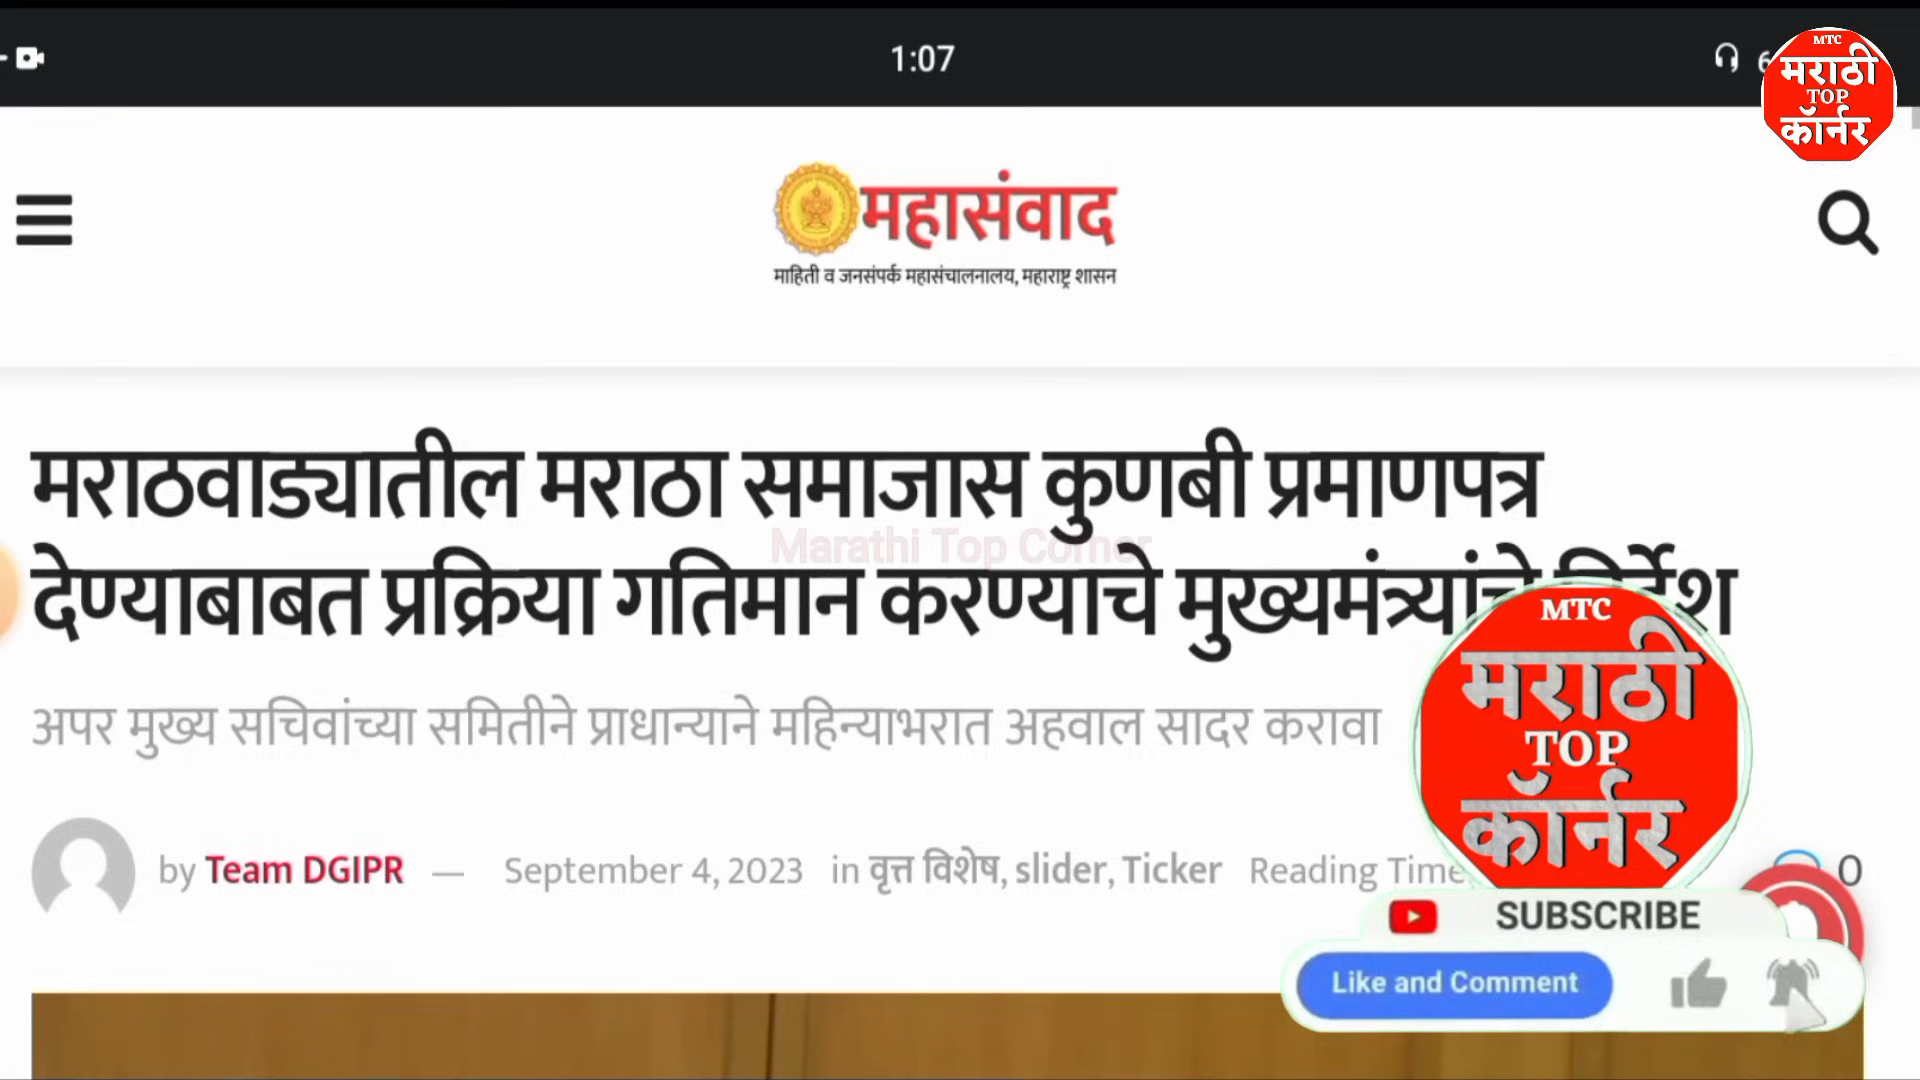 1:07
MTC
मराठी
TOP
कॉर्नर
महासंवाद
माहिती व जनसंपर्क महासंचालनालय, महाराष्ट्र शासन
मराठवाड्यातील मराठा समाजास कुणबी प्रमाणपत्र
Marathi Top Corner
देण्याबाबत प्रक्रिया गतिमान करण्याचे मुख्यमंत्र्यांचे निर्देश
अपर मुख्य सचिवांच्या समितीने प्राधान्याने महिन्याभरात अहवाल सादर करावा
MTC
मराठी
TOP
कॉर्नर
by Team DGIPR — September 4, 2023 in वृत्त विशेष, slider, Ticker Reading Time
0
SUBSCRIBE
Like and Comment